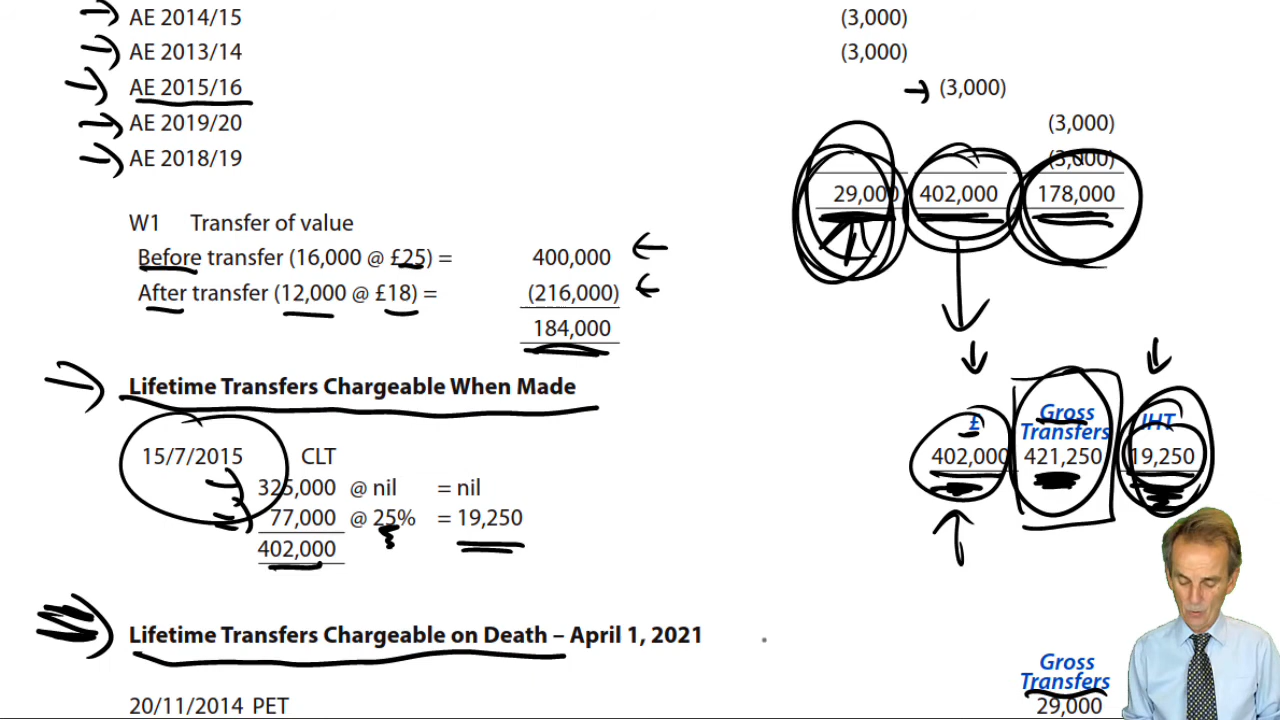 AE 2014/15 (3,000)
AE 2013/14 (3,000)
AE 2015/16 (3,000)
AE 2019/20 (3,000)
AE 2018/19 (3,000)
29,000 402,000 178,000
W1 Transfer of value
Before transfer (16,000 @ £25) = 400,000
After transfer (12,000 @ £18) = (216,000)
184,000
Lifetime Transfers Chargeable When Made
£ Gross Transfers IHT
15/7/2015 CLT 402,000 421,250 19,250
325,000 @ nil = nil
77,000 @ 25% = 19,250
402,000
Lifetime Transfers Chargeable on Death – April 1, 2021
Gross
Transfers
20/11/2014 PET 29,000